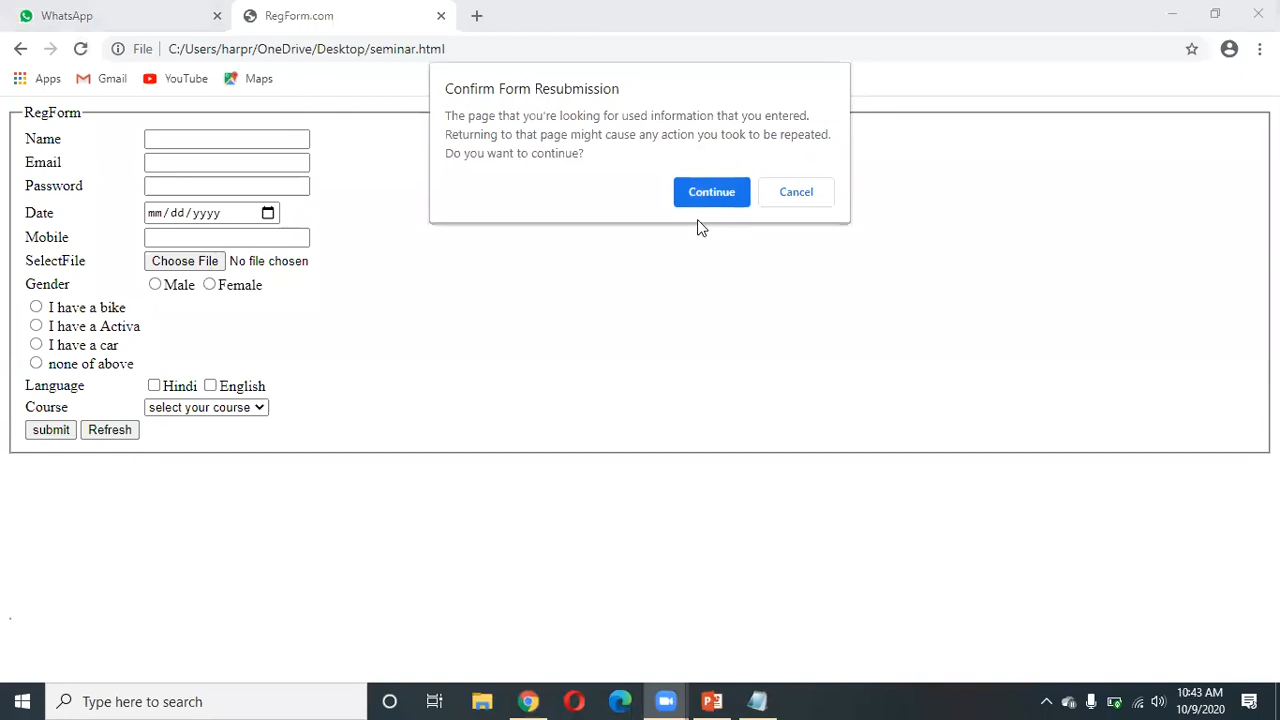 WhatsApp
RegForm.com
File C:/Users/harpr/OneDrive/Desktop/seminar.html
Apps Gmail YouTube Maps
Confirm Form Resubmission
The page that you're looking for used information that you entered.
Returning to that page might cause any action you took to be repeated.
Do you want to continue?
Continue Cancel
RegForm
Name
Email
Password
Date mm/dd/yyyy
Mobile
SelectFile Choose File No file chosen
Gender Male Female
I have a bike
I have a Activa
I have a car
none of above
Language Hindi English
Course select your course
submit Refresh
Type here to search
10:43 AM
10/9/2020